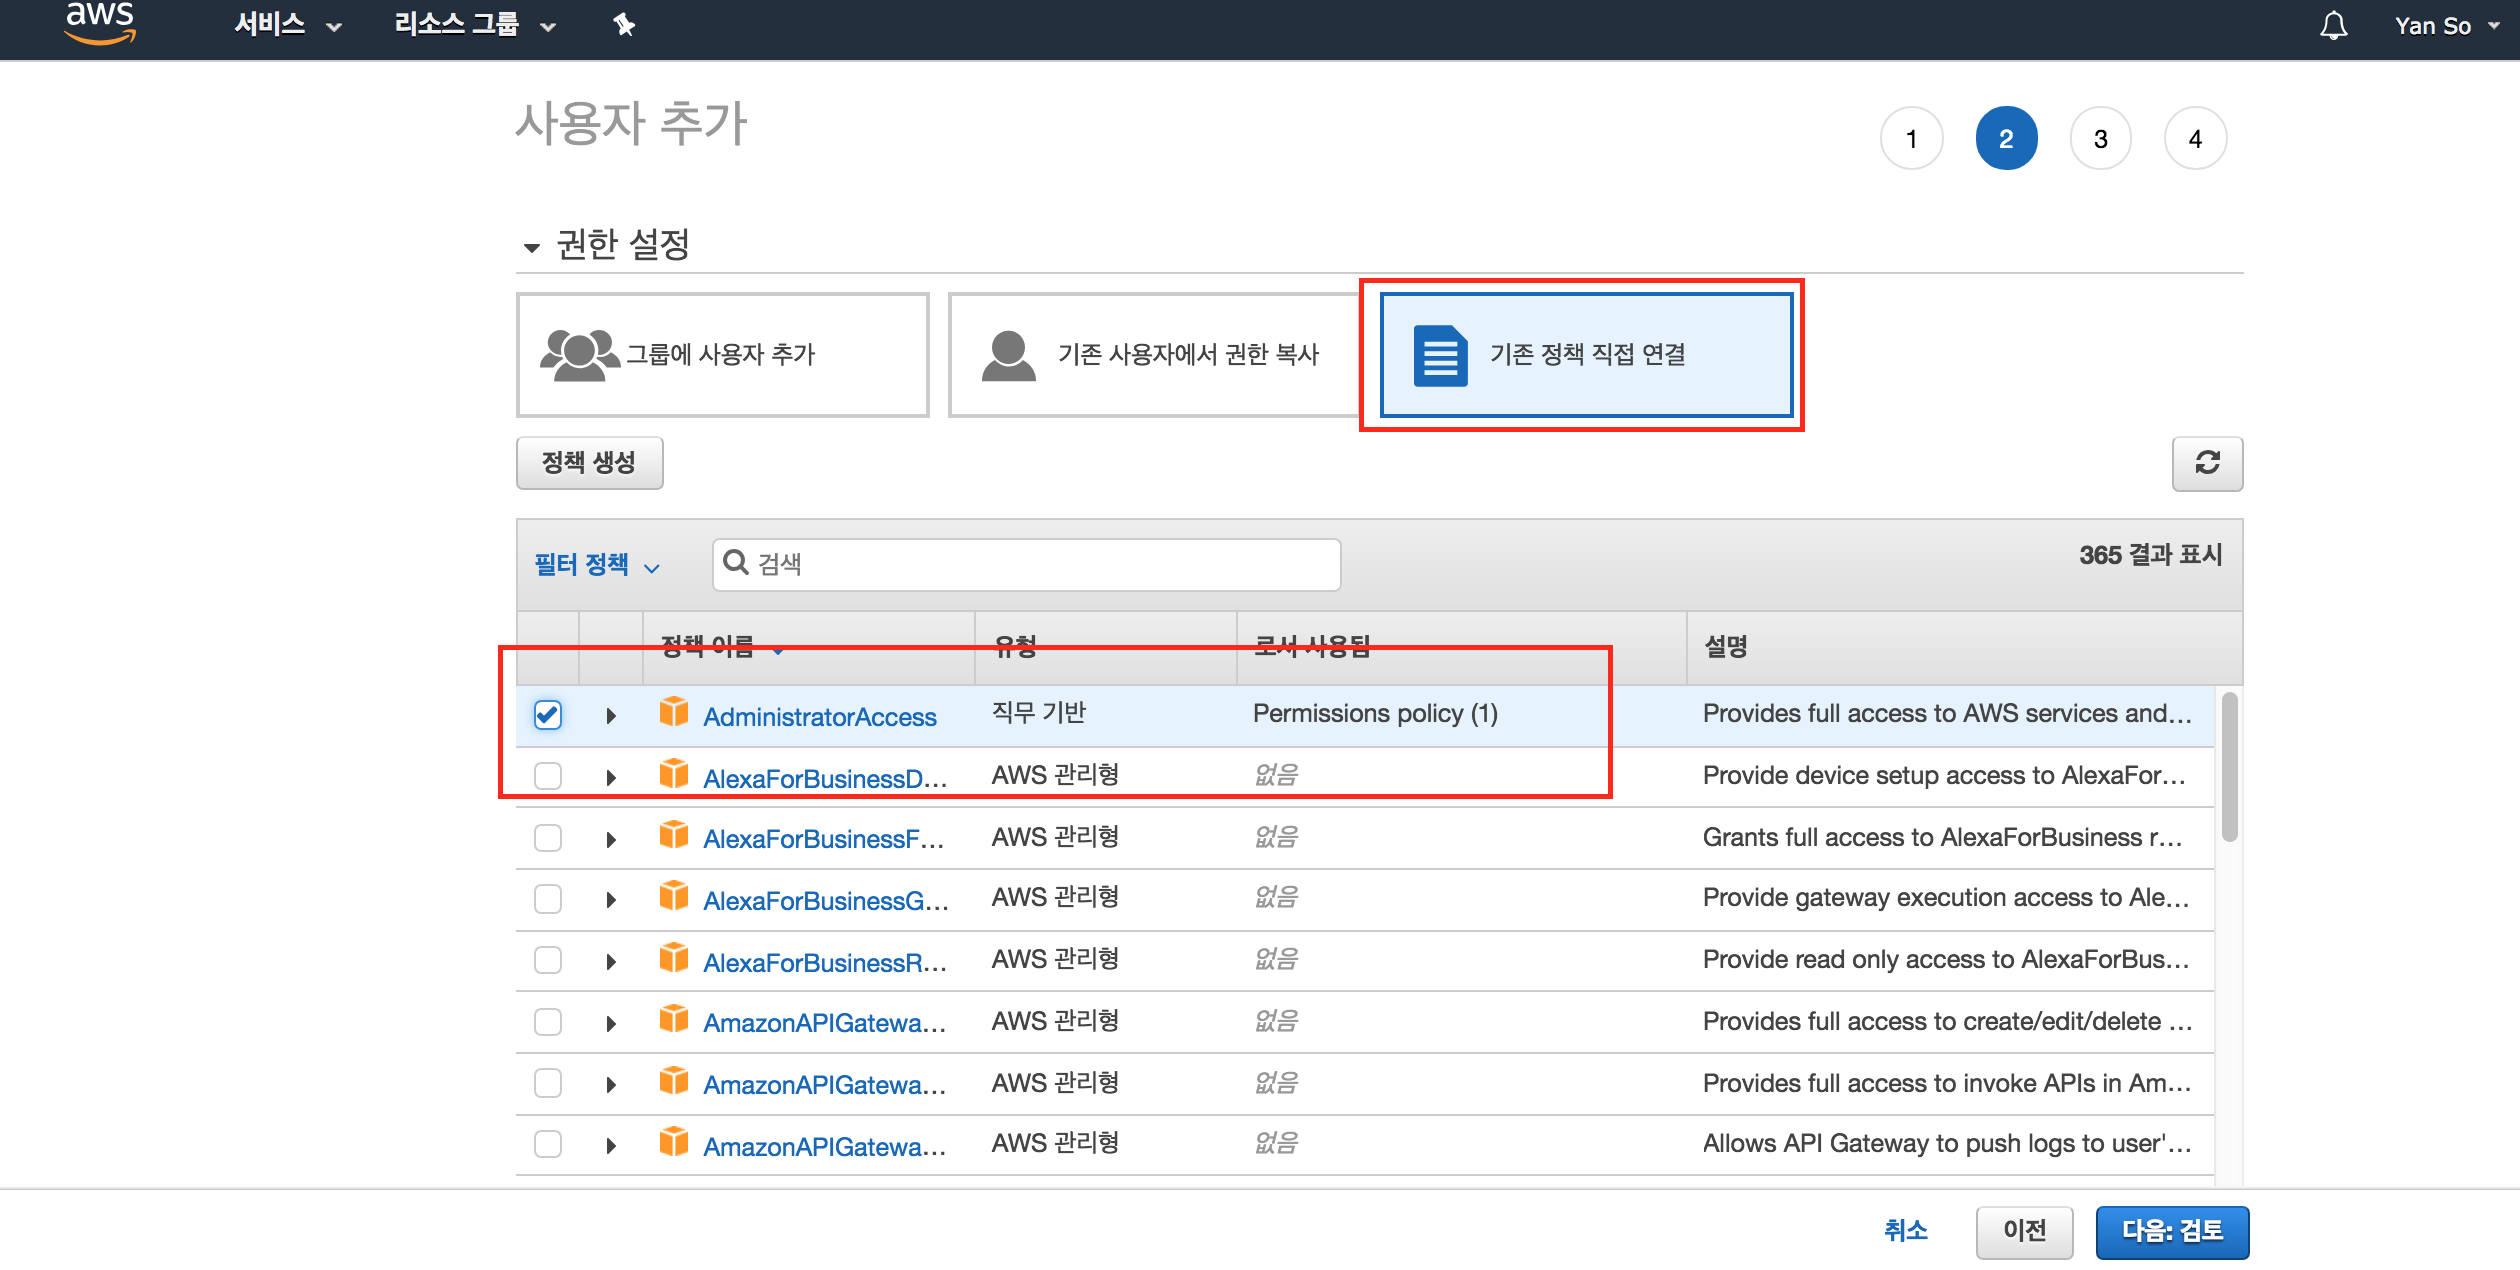 aws 서비스 리소스 그룹 Yan So
사용자 추가
1 2 3 4
권한 설정
그룹에 사용자 추가
기존 사용자에서 권한 복사
기존 정책 직접 연결
정책 생성
필터 정책 검색 365 결과 표시
정책 이름 유형 로서 사용됨 설명
AdministratorAccess 직무 기반 Permissions policy (1) Provides full access to AWS services and...
AlexaForBusinessD... AWS 관리형 없음 Provide device setup access to AlexaFor...
AlexaForBusinessF... AWS 관리형 없음 Grants full access to AlexaForBusiness r...
AlexaForBusinessG... AWS 관리형 없음 Provide gateway execution access to Ale...
AlexaForBusinessR... AWS 관리형 없음 Provide read only access to AlexaForBus...
AmazonAPIGatewa... AWS 관리형 없음 Provides full access to create/edit/delete ...
AmazonAPIGatewa... AWS 관리형 없음 Provides full access to invoke APIs in Am...
AmazonAPIGatewa... AWS 관리형 없음 Allows API Gateway to push logs to user'...
취소 이전 다음: 검토